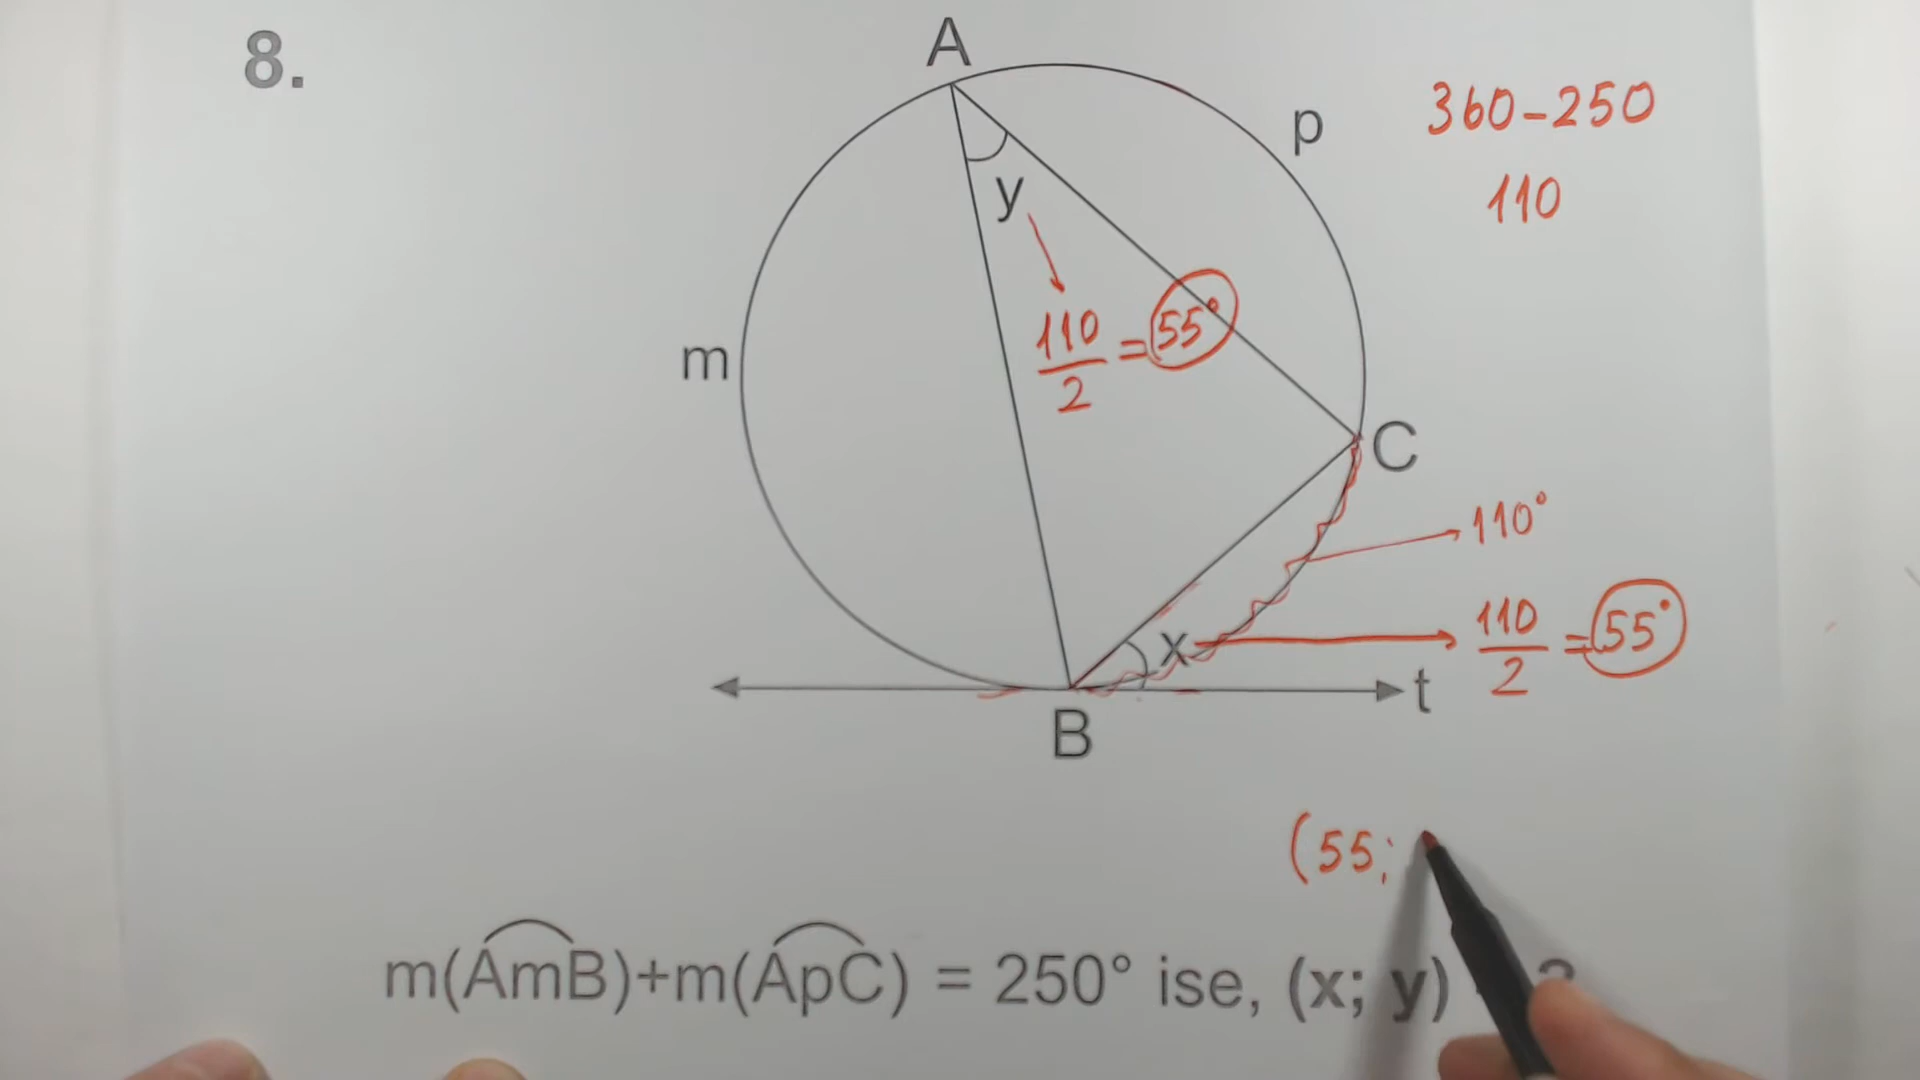 8.
A
p
360-250
110
y
m
110/2 = 55°
C
110°
x
110/2 = 55°
t
B
(55;
m(AmB)+m(ApC) = 250° ise, (x; y)